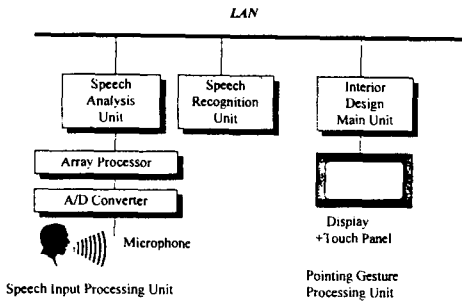 LAN
Speech
Analysis
Unit
Speech
Recognition
Unit
Interior
Design
Main Unit
Array Processor
A/D Converter
Microphone
Display
+Touch Panel
Speech Input Processing Unit
Pointing Gesture
Processing Unit